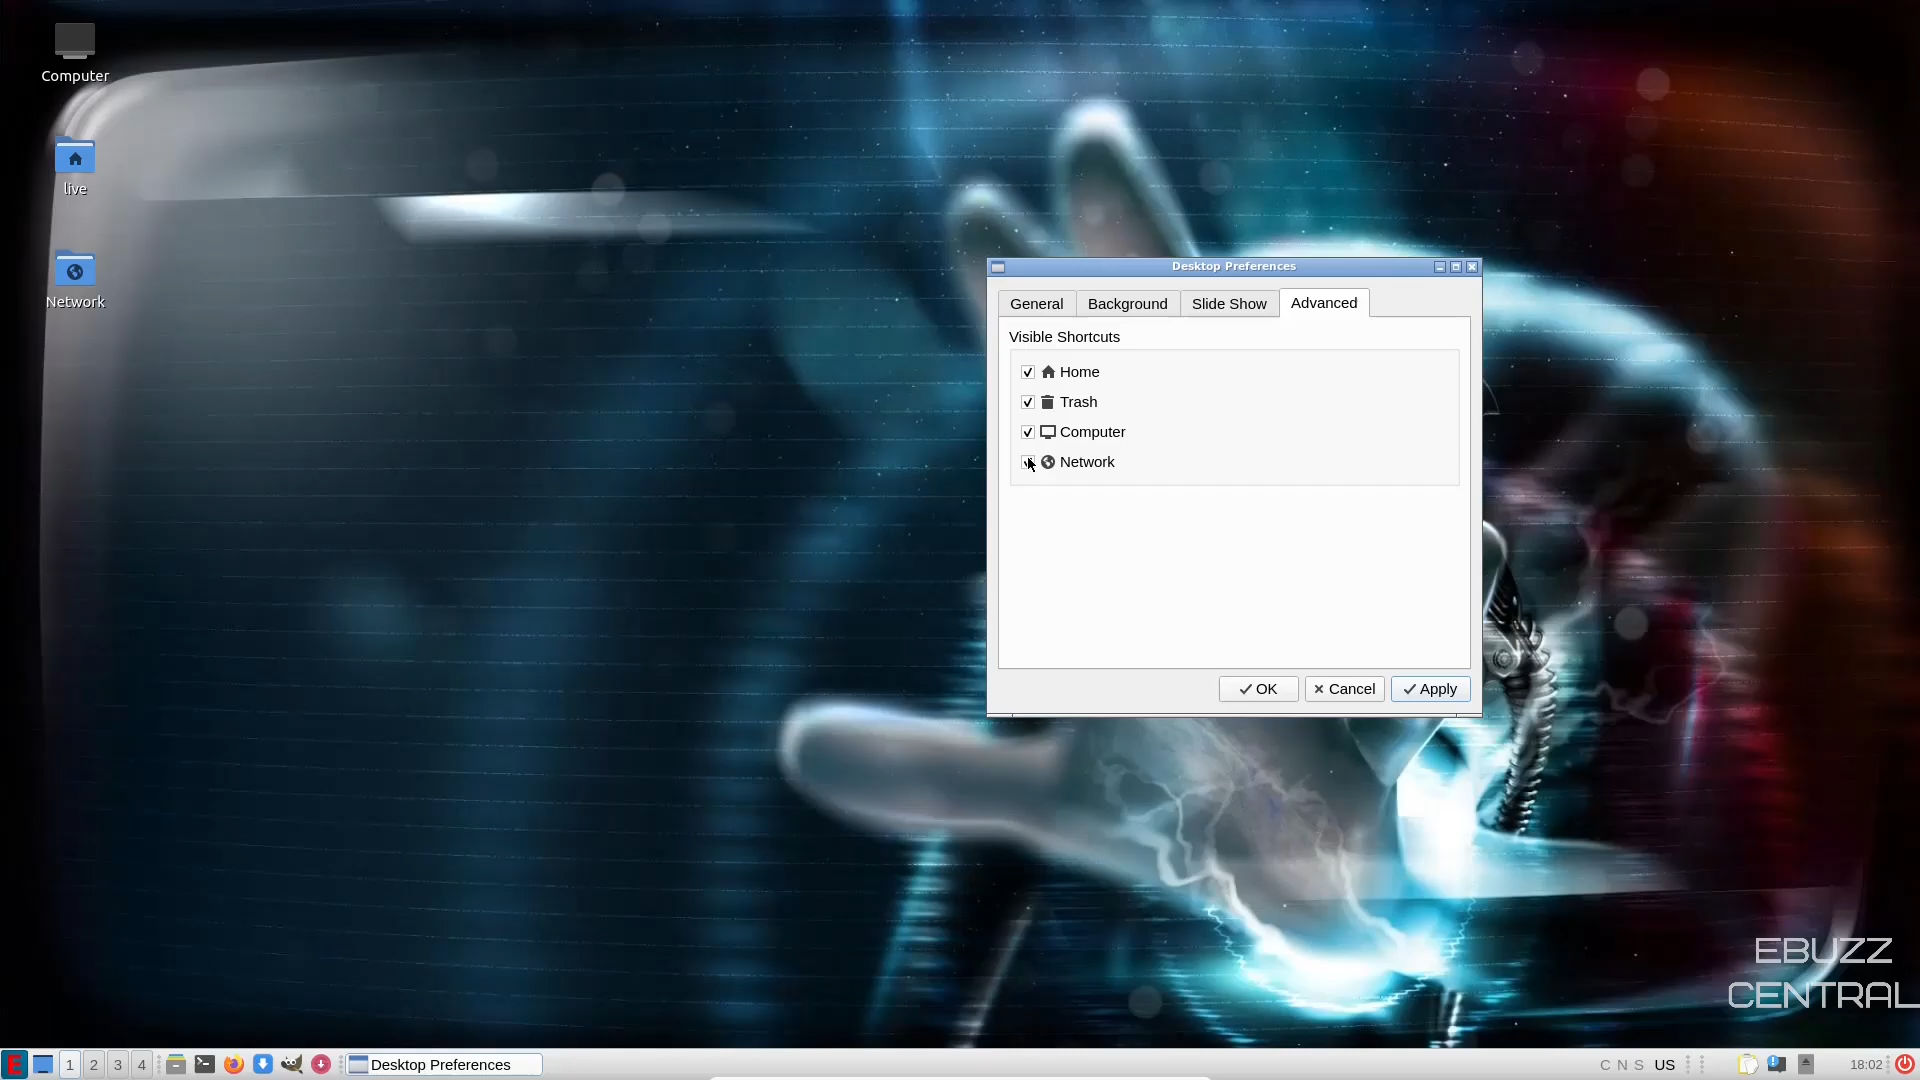 Computer
live
Network
Desktop Preferences
General Background Slide Show Advanced
Visible Shortcuts
Home
Trash
Computer
Network
OK Cancel Apply
EBUZZ
CENTRAL
E 1 2 3 4 Desktop Preferences C N S US 18:02